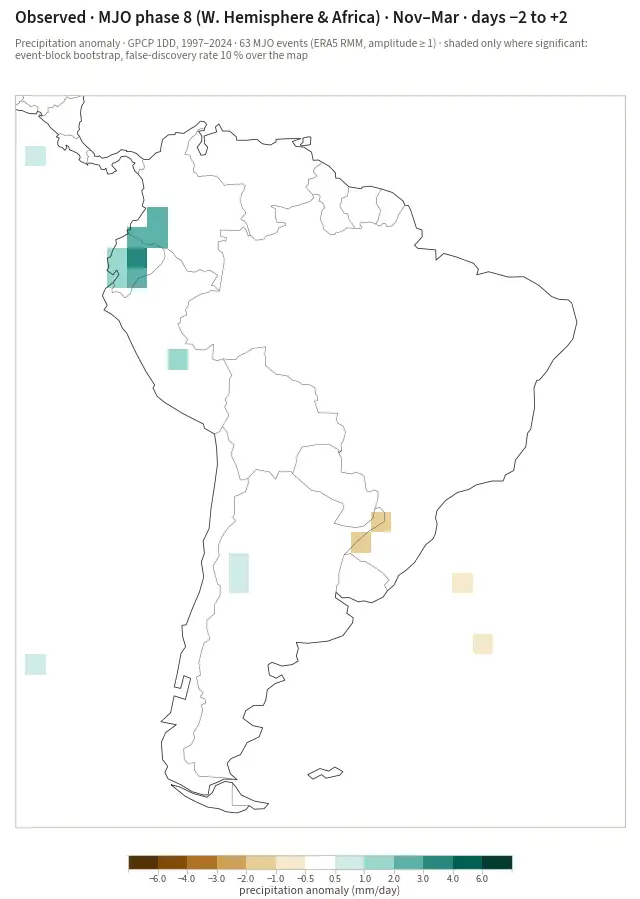 Observed · MJO phase 8 (W. Hemisphere & Africa) · Nov–Mar · days −2 to +2
Precipitation anomaly · GPCP 1DD, 1997–2024 · 63 MJO events (ERA5 RMM, amplitude ≥ 1) · shaded only where significant:
event-block bootstrap, false-discovery rate 10 % over the map
−6.0 −4.0 −3.0 −2.0 −1.0 −0.5 0.5 1.0 2.0 3.0 4.0 6.0
precipitation anomaly (mm/day)